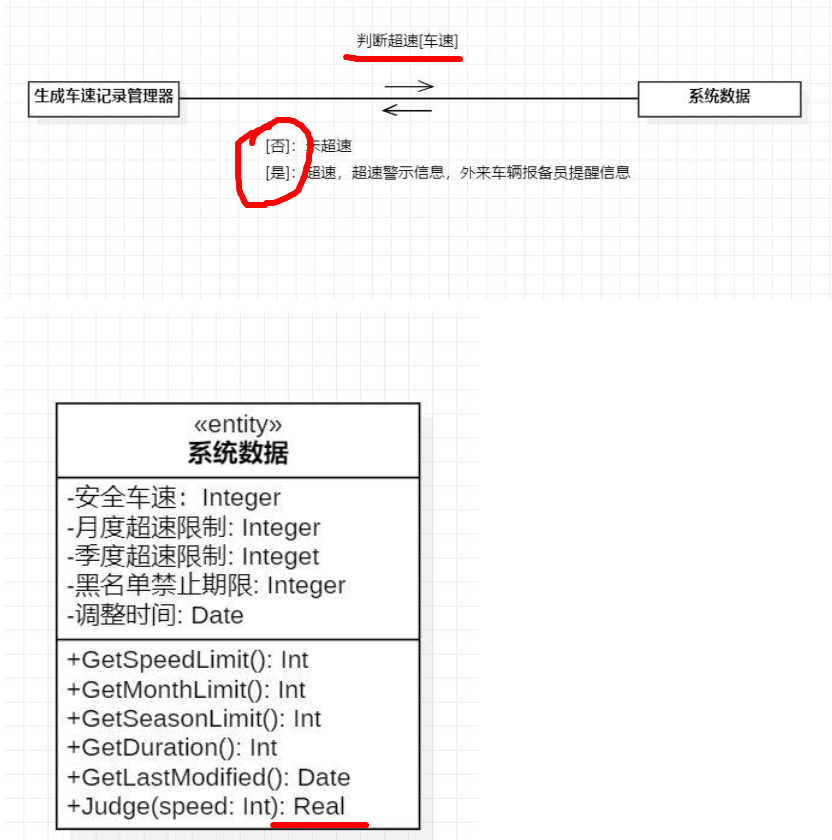 判断超速[车速]
生成车速记录管理器
系统数据
[否]：未超速
[是]：超速，超速警示信息，外来车辆报备员提醒信息
«entity»
系统数据
-安全车速：Integer
-月度超速限制: Integer
-季度超速限制: Integet
-黑名单禁止期限: Integer
-调整时间: Date
+GetSpeedLimit(): Int
+GetMonthLimit(): Int
+GetSeasonLimit(): Int
+GetDuration(): Int
+GetLastModified(): Date
+Judge(speed: Int): Real